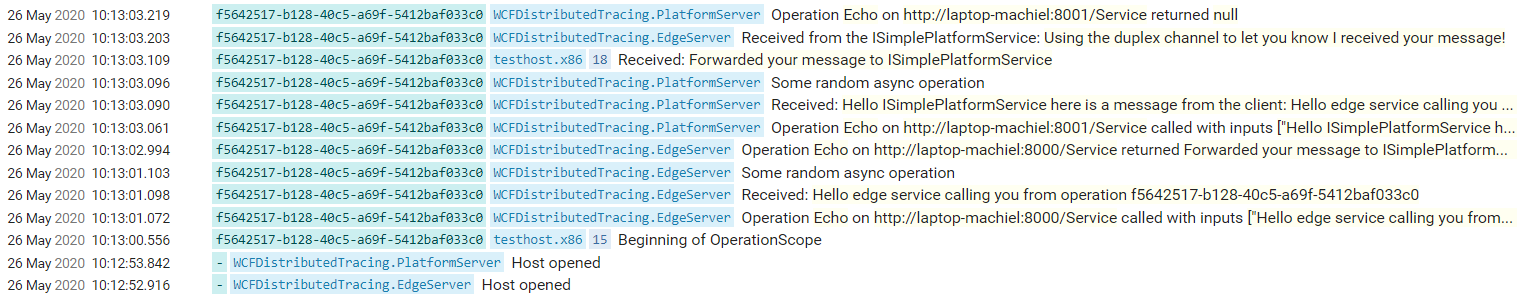 26 May 2020 10:13:03.219 f5642517-b128-40c5-a69f-5412baf033c0 WCFDistributedTracing.PlatformServer Operation Echo on http://laptop-machiel:8001/Service returned null
26 May 2020 10:13:03.203 f5642517-b128-40c5-a69f-5412baf033c0 WCFDistributedTracing.EdgeServer Received from the ISimplePlatformService: Using the duplex channel to let you know I received your message!
26 May 2020 10:13:03.109 f5642517-b128-40c5-a69f-5412baf033c0 testhost.x86 18 Received: Forwarded your message to ISimplePlatformService
26 May 2020 10:13:03.096 f5642517-b128-40c5-a69f-5412baf033c0 WCFDistributedTracing.PlatformServer Some random async operation
26 May 2020 10:13:03.090 f5642517-b128-40c5-a69f-5412baf033c0 WCFDistributedTracing.PlatformServer Received: Hello ISimplePlatformService here is a message from the client: Hello edge service calling you ...
26 May 2020 10:13:03.061 f5642517-b128-40c5-a69f-5412baf033c0 WCFDistributedTracing.PlatformServer Operation Echo on http://laptop-machiel:8001/Service called with inputs ["Hello ISimplePlatformService h...
26 May 2020 10:13:02.994 f5642517-b128-40c5-a69f-5412baf033c0 WCFDistributedTracing.EdgeServer Operation Echo on http://laptop-machiel:8000/Service returned Forwarded your message to ISimplePlatform...
26 May 2020 10:13:01.103 f5642517-b128-40c5-a69f-5412baf033c0 WCFDistributedTracing.EdgeServer Some random async operation
26 May 2020 10:13:01.098 f5642517-b128-40c5-a69f-5412baf033c0 WCFDistributedTracing.EdgeServer Received: Hello edge service calling you from operation f5642517-b128-40c5-a69f-5412baf033c0
26 May 2020 10:13:01.072 f5642517-b128-40c5-a69f-5412baf033c0 WCFDistributedTracing.EdgeServer Operation Echo on http://laptop-machiel:8000/Service called with inputs ["Hello edge service calling you from...
26 May 2020 10:13:00.556 f5642517-b128-40c5-a69f-5412baf033c0 testhost.x86 15 Beginning of OperationScope
26 May 2020 10:12:53.842 - WCFDistributedTracing.PlatformServer Host opened
26 May 2020 10:12:52.916 - WCFDistributedTracing.EdgeServer Host opened